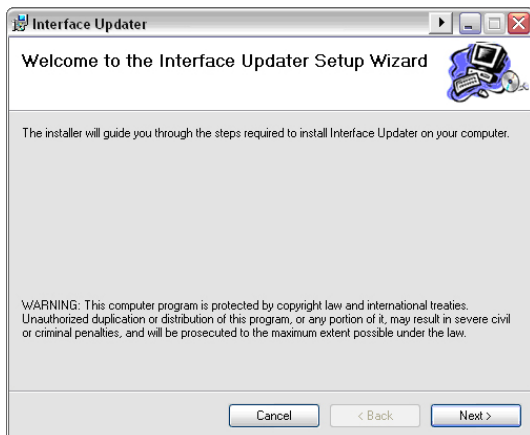 Interface Updater
Welcome to the Interface Updater Setup Wizard
The installer will guide you through the steps required to install Interface Updater on your computer.
WARNING: This computer program is protected by copyright law and international treaties.
Unauthorized duplication or distribution of this program, or any portion of it, may result in severe civil
or criminal penalties, and will be prosecuted to the maximum extent possible under the law.
Cancel
< Back
Next >